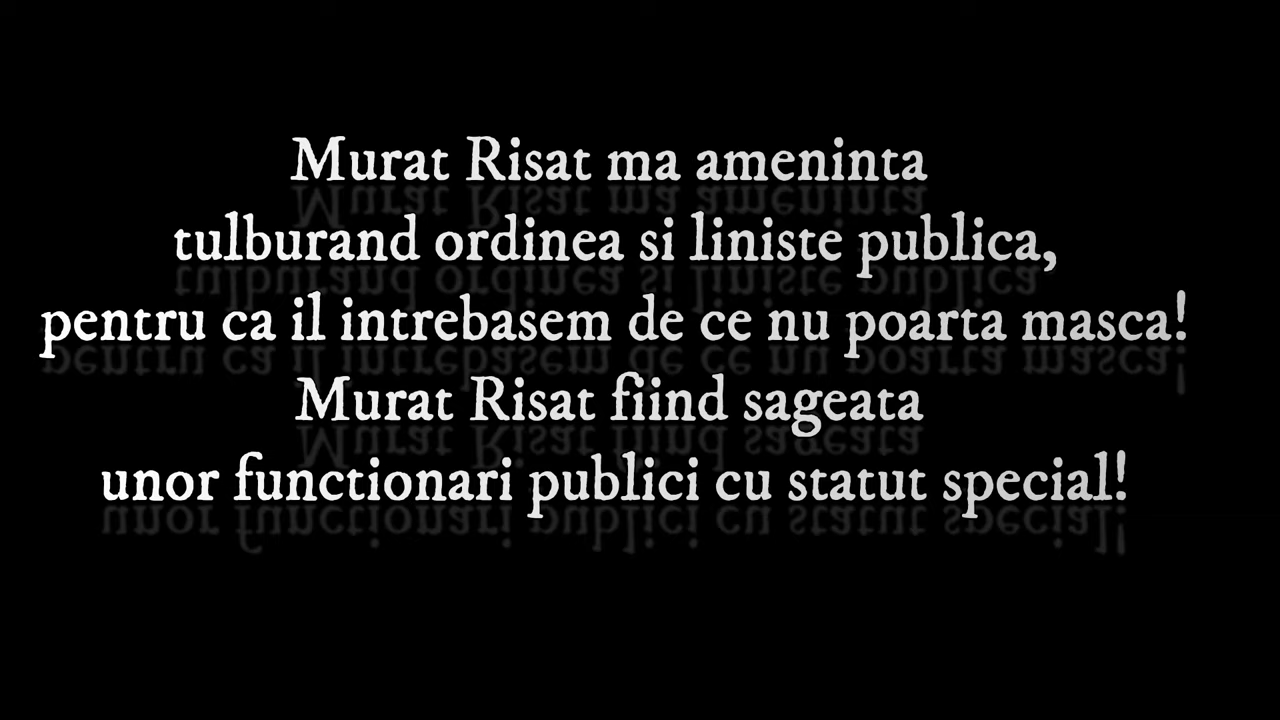 Murat Risat ma ameninta
tulburand ordinea si liniste publica,
pentru ca il intrebasem de ce nu poarta masca!
Murat Risat fiind sageata
unor functionari publici cu statut special!